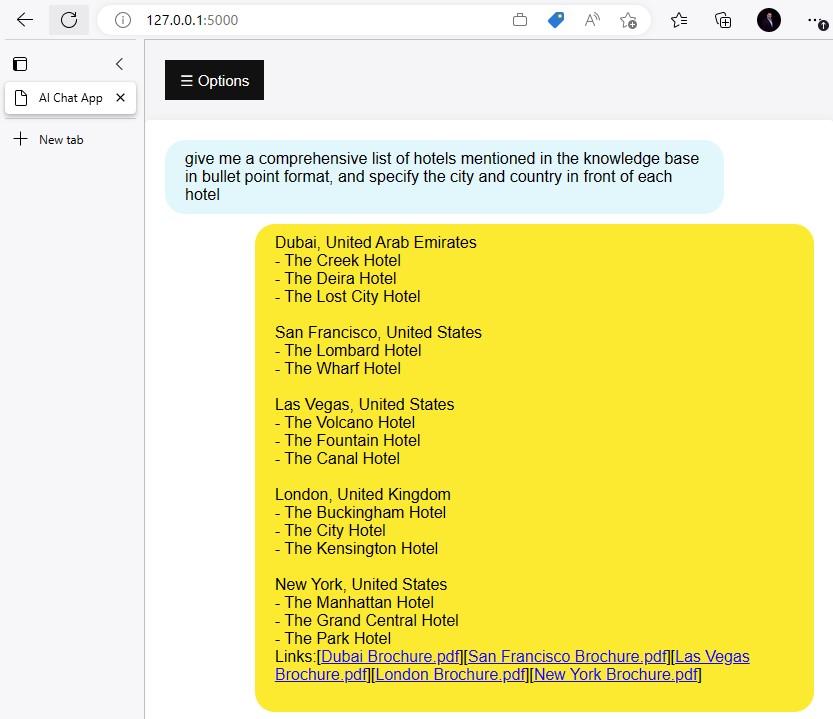 127.0.0.1:5000
☰ Options
AI Chat App
New tab
give me a comprehensive list of hotels mentioned in the knowledge base
in bullet point format, and specify the city and country in front of each
hotel
Dubai, United Arab Emirates
- The Creek Hotel
- The Deira Hotel
- The Lost City Hotel
San Francisco, United States
- The Lombard Hotel
- The Wharf Hotel
Las Vegas, United States
- The Volcano Hotel
- The Fountain Hotel
- The Canal Hotel
London, United Kingdom
- The Buckingham Hotel
- The City Hotel
- The Kensington Hotel
New York, United States
- The Manhattan Hotel
- The Grand Central Hotel
- The Park Hotel
Links:[Dubai Brochure.pdf][San Francisco Brochure.pdf][Las Vegas
Brochure.pdf][London Brochure.pdf][New York Brochure.pdf]